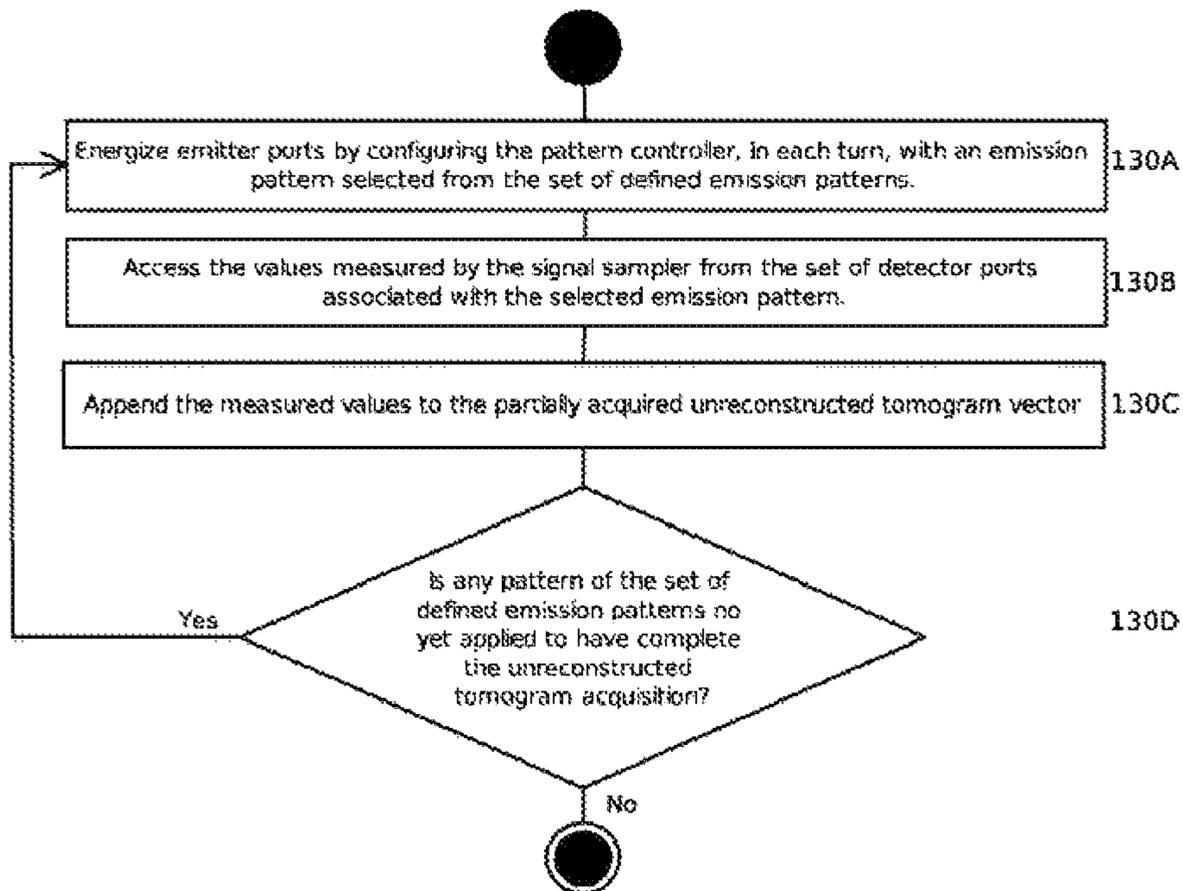 Energize emitter ports by configuring the pattern controller, in each turn, with an emission
pattern selected from the set of defined emission patterns.
130A
Access the values measured by the signal sampler from the set of detector ports
associated with the selected emission pattern.
130B
Append the measured values to the partially acquired unreconstructed tomogram vector
130C
Is any pattern of the set of
defined emission patterns no
yet applied to have complete
the unreconstructed
tomogram acquisition?
Yes
130D
No